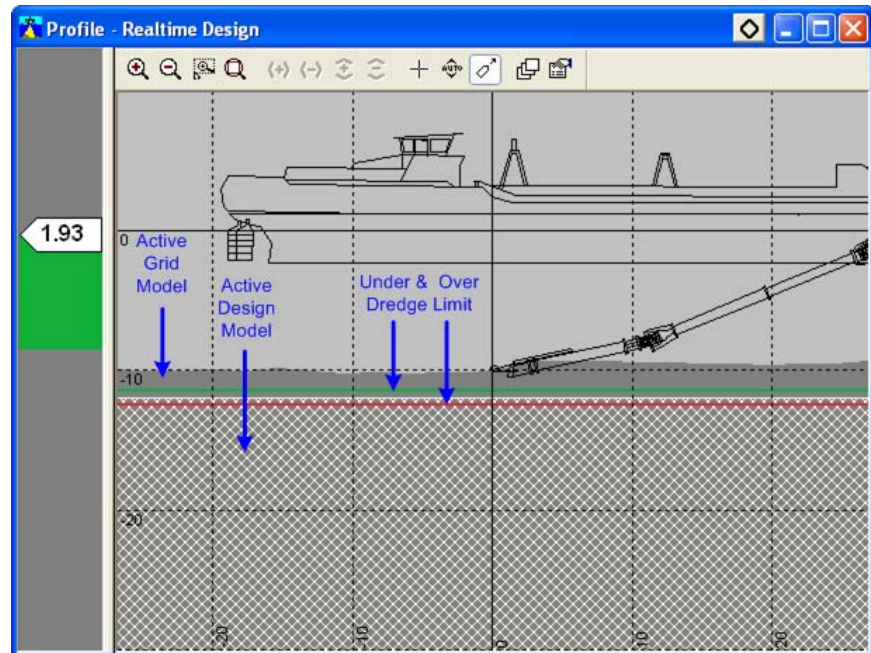 Profile - Realtime Design
AUTO
1.93
0
Active
Grid
Model
Active
Design
Model
Under & Over
Dredge Limit
-10
-20
-20
-10
0
10
20